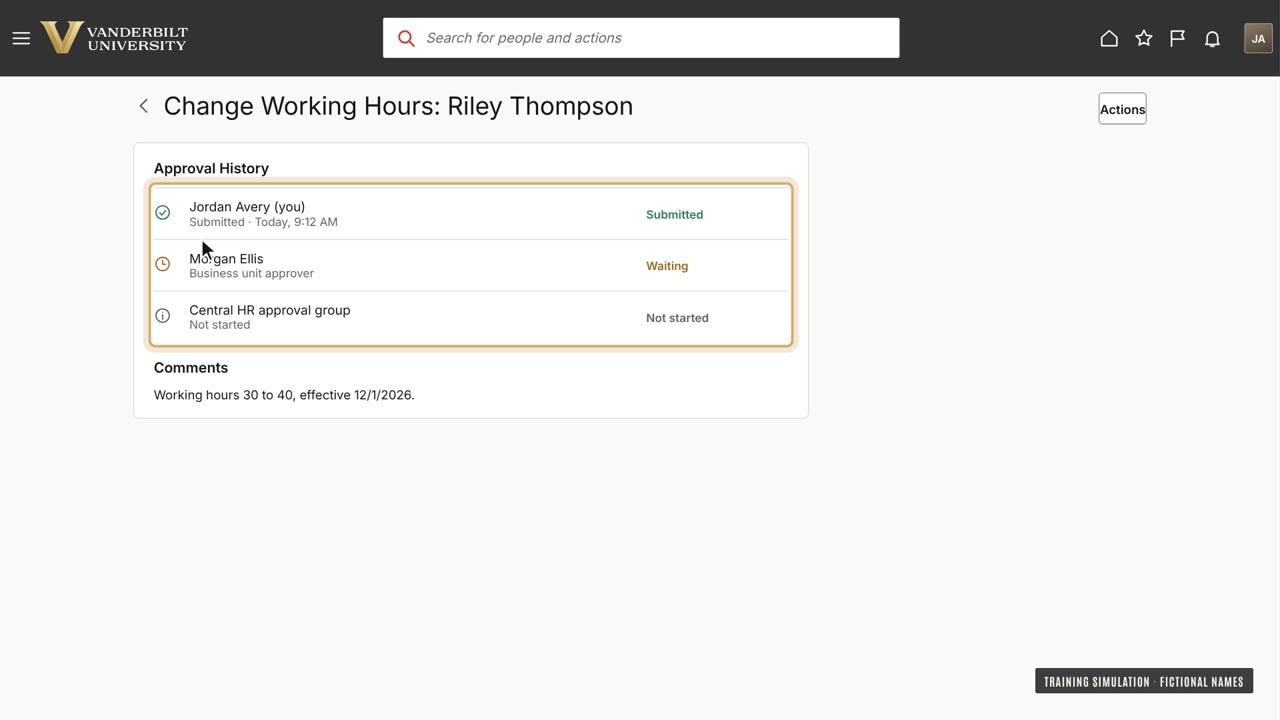 VANDERBILT
UNIVERSITY
Search for people and actions
JA
Change Working Hours: Riley Thompson
Actions
Approval History
Jordan Avery (you)
Submitted · Today, 9:12 AM
Submitted
Morgan Ellis
Business unit approver
Waiting
Central HR approval group
Not started
Not started
Comments
Working hours 30 to 40, effective 12/1/2026.
TRAINING SIMULATION · FICTIONAL NAMES